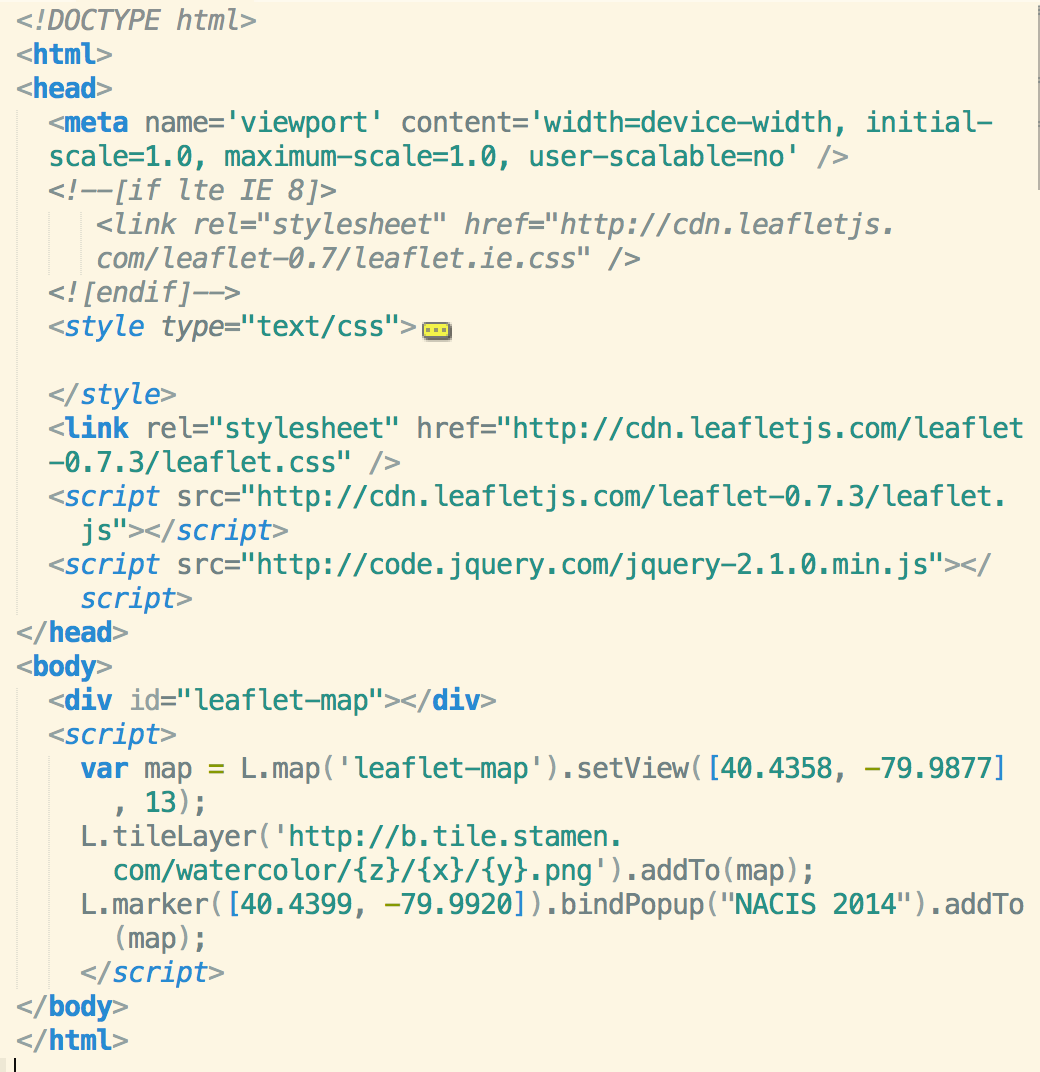 <!DOCTYPE html>
<html>
<head>
<meta name='viewport' content='width=device-width, initial-
scale=1.0, maximum-scale=1.0, user-scalable=no' />
<!--[if lte IE 8]>
<link rel="stylesheet" href="http://cdn.leafletjs.
com/leaflet-0.7/leaflet.ie.css" />
<![endif]-->
<style type="text/css">
</style>
<link rel="stylesheet" href="http://cdn.leafletjs.com/leaflet
-0.7.3/leaflet.css" />
<script src="http://cdn.leafletjs.com/leaflet-0.7.3/leaflet.
js"></script>
<script src="http://code.jquery.com/jquery-2.1.0.min.js"></
script>
</head>
<body>
<div id="leaflet-map"></div>
<script>
var map = L.map('leaflet-map').setView([40.4358, -79.9877]
, 13);
L.tileLayer('http://b.tile.stamen.
com/watercolor/{z}/{x}/{y}.png').addTo(map);
L.marker([40.4399, -79.9920]).bindPopup("NACIS 2014").addTo
(map);
</script>
</body>
</html>